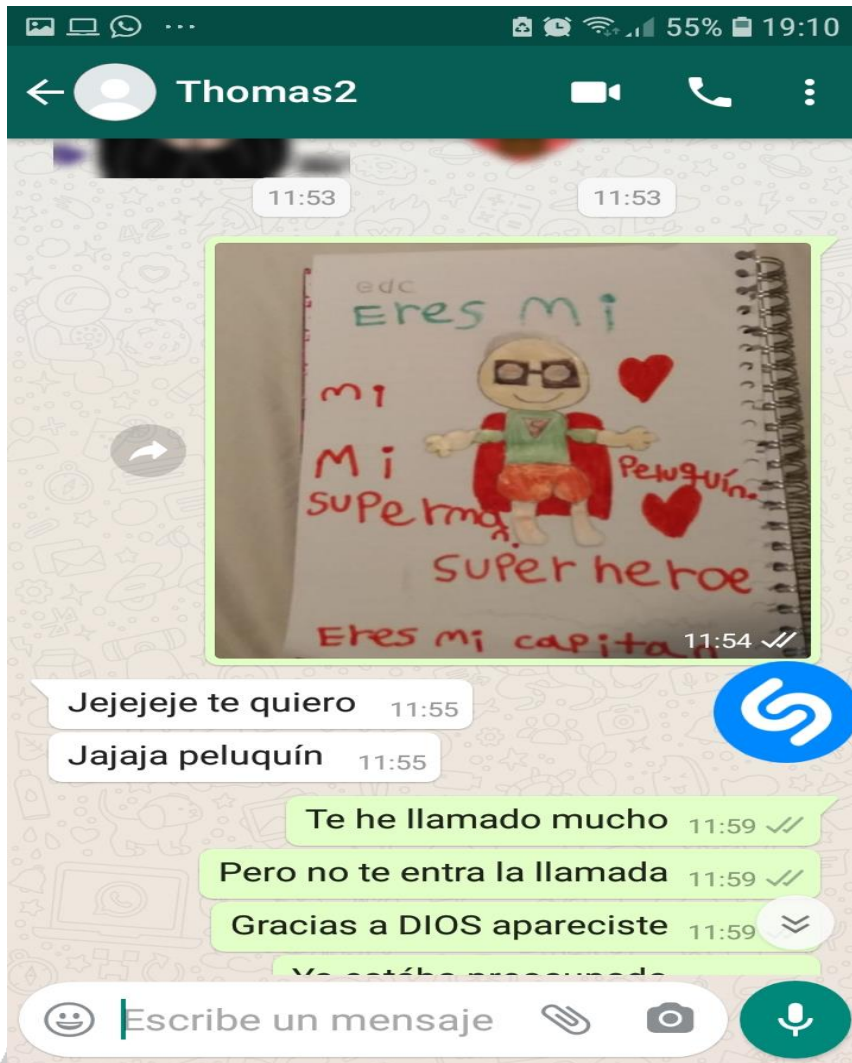 55% 19:10
Thomas2
11:53 11:53
edc
Eres mi
mi
Mi
superman.
Peluquín.
super heroe
Eres mi capitan
11:54
Jejejeje te quiero 11:55
Jajaja peluquín 11:55
Te he llamado mucho 11:59
Pero no te entra la llamada 11:59
Gracias a DIOS apareciste 11:59
Escribe un mensaje